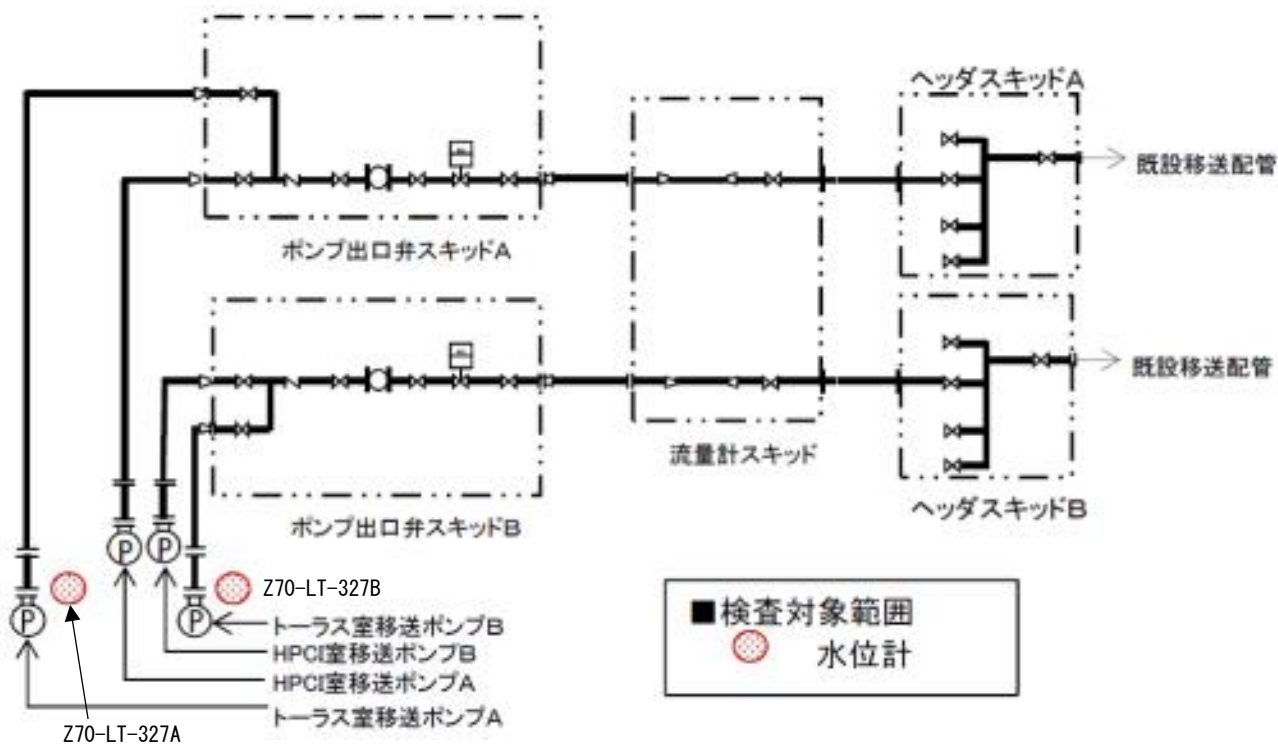 ヘッダスキッドA
既設移送配管
ポンプ出口弁スキッドA
既設移送配管
流量計スキッド
ヘッダスキッドB
ポンプ出口弁スキッドB
P
P
P
P
Z70-LT-327B
トーラス室移送ポンプB
HPCI室移送ポンプB
HPCI室移送ポンプA
トーラス室移送ポンプA
Z70-LT-327A
■検査対象範囲
水位計